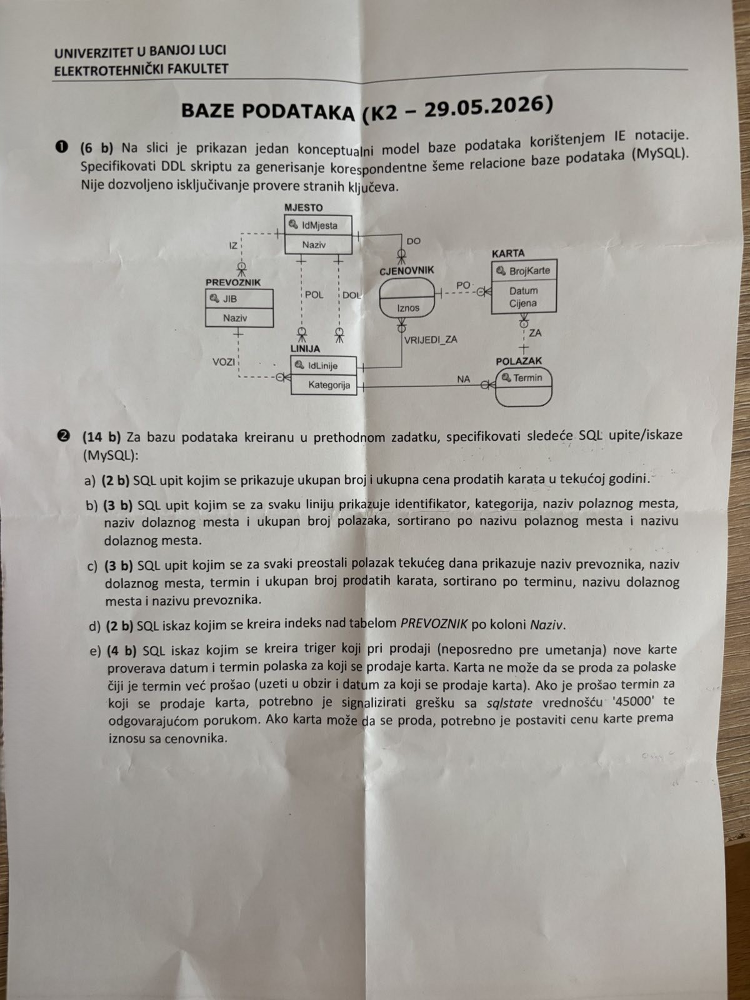 UNIVERZITET U BANJOJ LUCI
ELEKTROTEHNIČKI FAKULTET
BAZE PODATAKA (K2 – 29.05.2026)
❶ (6 b) Na slici je prikazan jedan konceptualni model baze podataka korištenjem IE notacije.
Specifikovati DDL skriptu za generisanje korespondentne šeme relacione baze podataka (MySQL).
Nije dozvoljeno isključivanje provere stranih ključeva.
MJESTO
IdMjesta
Naziv
IZ
DO
KARTA
BrojKarte
Datum
Cijena
CJENOVNIK
Iznos
PO
PREVOZNIK
JIB
Naziv
POL
DOL
VRIJEDI_ZA
ZA
LINIJA
IdLinije
Kategorija
VOZI
POLAZAK
Termin
NA
❷ (14 b) Za bazu podataka kreiranu u prethodnom zadatku, specifikovati sledeće SQL upite/iskaze
(MySQL):
a) (2 b) SQL upit kojim se prikazuje ukupan broj i ukupna cena prodatih karata u tekućoj godini.
b) (3 b) SQL upit kojim se za svaku liniju prikazuje identifikator, kategorija, naziv polaznog mesta,
naziv dolaznog mesta i ukupan broj polazaka, sortirano po nazivu polaznog mesta i nazivu
dolaznog mesta.
c) (3 b) SQL upit kojim se za svaki preostali polazak tekućeg dana prikazuje naziv prevoznika, naziv
dolaznog mesta, termin i ukupan broj prodatih karata, sortirano po terminu, nazivu dolaznog
mesta i nazivu prevoznika.
d) (2 b) SQL iskaz kojim se kreira indeks nad tabelom PREVOZNIK po koloni Naziv.
e) (4 b) SQL iskaz kojim se kreira triger koji pri prodaji (neposredno pre umetanja) nove karte
proverava datum i termin polaska za koji se prodaje karta. Karta ne može da se proda za polaske
čiji je termin već prošao (uzeti u obzir i datum za koji se prodaje karta). Ako je prošao termin za
koji se prodaje karta, potrebno je signalizirati grešku sa sqlstate vrednošću '45000' te
odgovarajućom porukom. Ako karta može da se proda, potrebno je postaviti cenu karte prema
iznosu sa cenovnika.